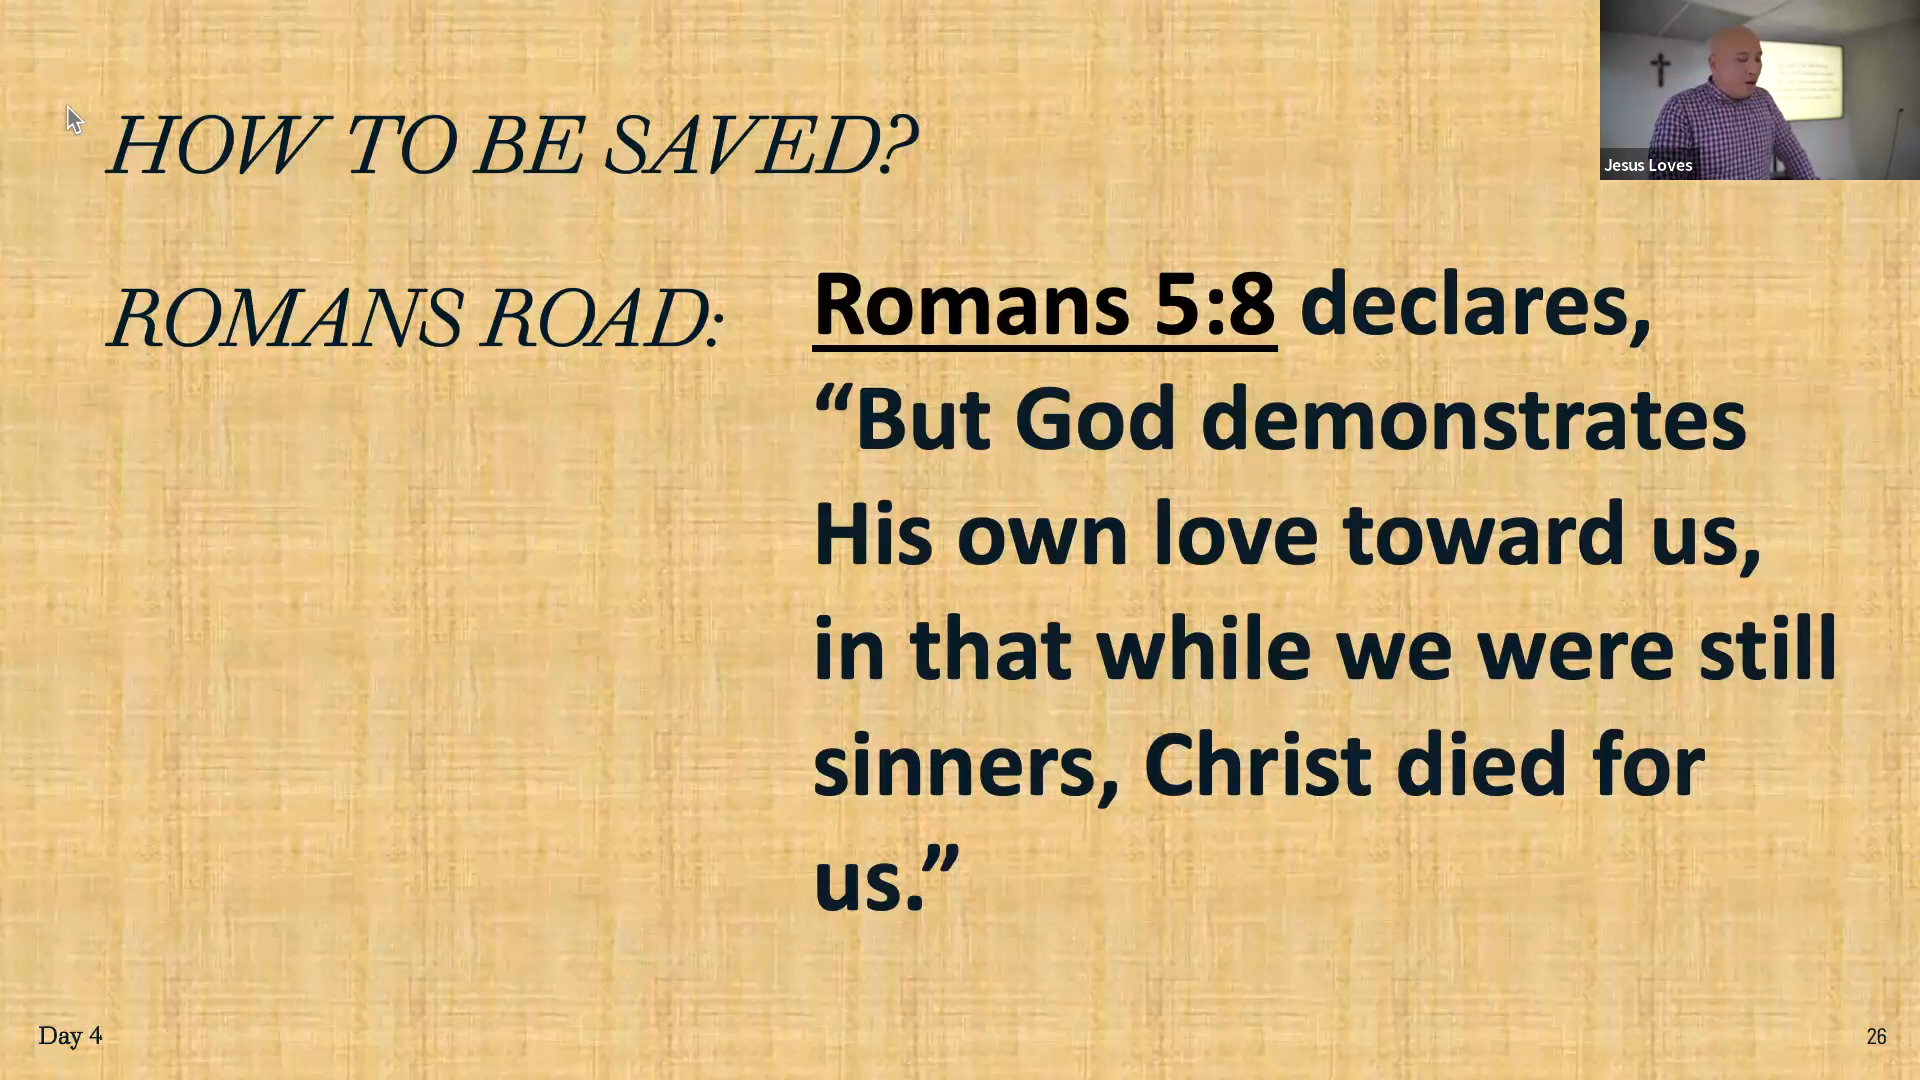 HOW TO BE SAVED?
Jesus Loves
ROMANS ROAD:
Romans 5:8 declares,
“But God demonstrates
His own love toward us,
in that while we were still
sinners, Christ died for
us.”
Day 4
26